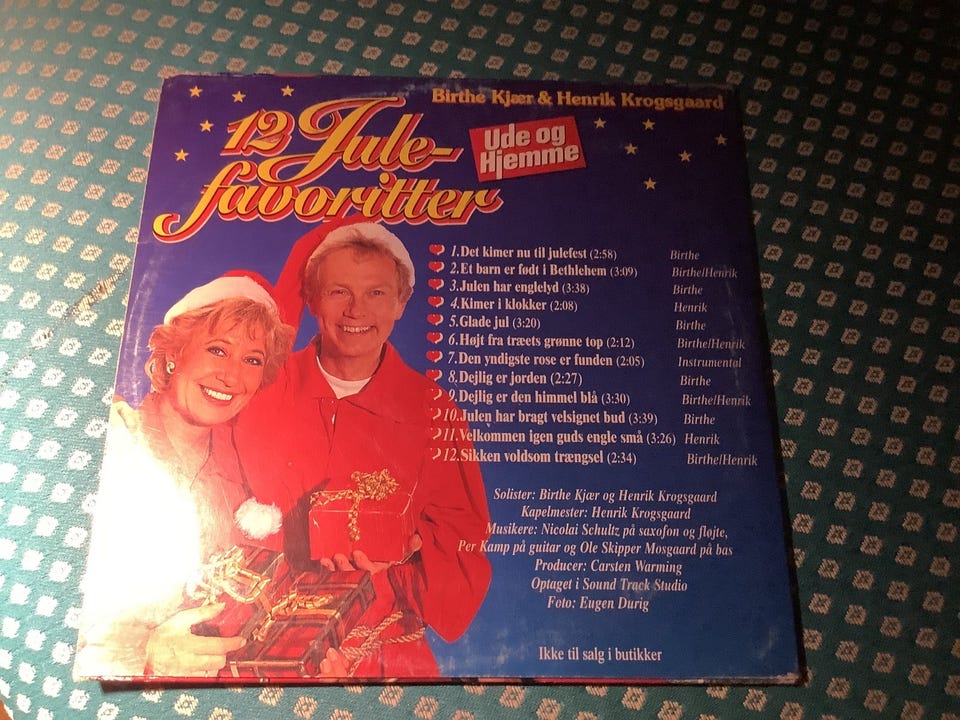 Birthe Kjær & Henrik Krogsgaard
12 Jule-
favoritter
Ude og
Hjemme
1.Det kimer nu til julefest (2:58) Birthe
2.Et barn er født i Bethlehem (3:09) Birthe/Henrik
3.Julen har englelyd (3:38) Birthe
4.Kimer i klokker (2:08) Henrik
5.Glade jul (3:20) Birthe
6.Højt fra træets grønne top (2:12) Birthe/Henrik
7.Den yndigste rose er funden (2:05) Instrumental
8.Dejlig er jorden (2:27) Birthe
9.Dejlig er den himmel blå (3:30) Birthe/Henrik
10.Julen har bragt velsignet bud (3:39) Birthe
11.Velkommen igen guds engle små (3:26) Henrik
12.Sikken voldsom trængsel (2:34) Birthe/Henrik
Solister: Birthe Kjær og Henrik Krogsgaard
Kapelmester: Henrik Krogsgaard
Musikere: Nicolai Schultz på saxofon og fløjte,
Per Kamp på guitar og Ole Skipper Mosgaard på bas
Producer: Carsten Warming
Optaget i Sound Track Studio
Foto: Eugen Durig
Ikke til salg i butikker